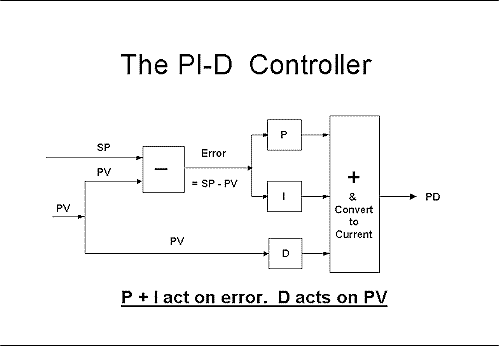 The PI-D Controller
SP
PV
PV
−
Error
= SP - PV
P
I
PV
D
+
&
Convert
to
Current
PD
P + I act on error. D acts on PV